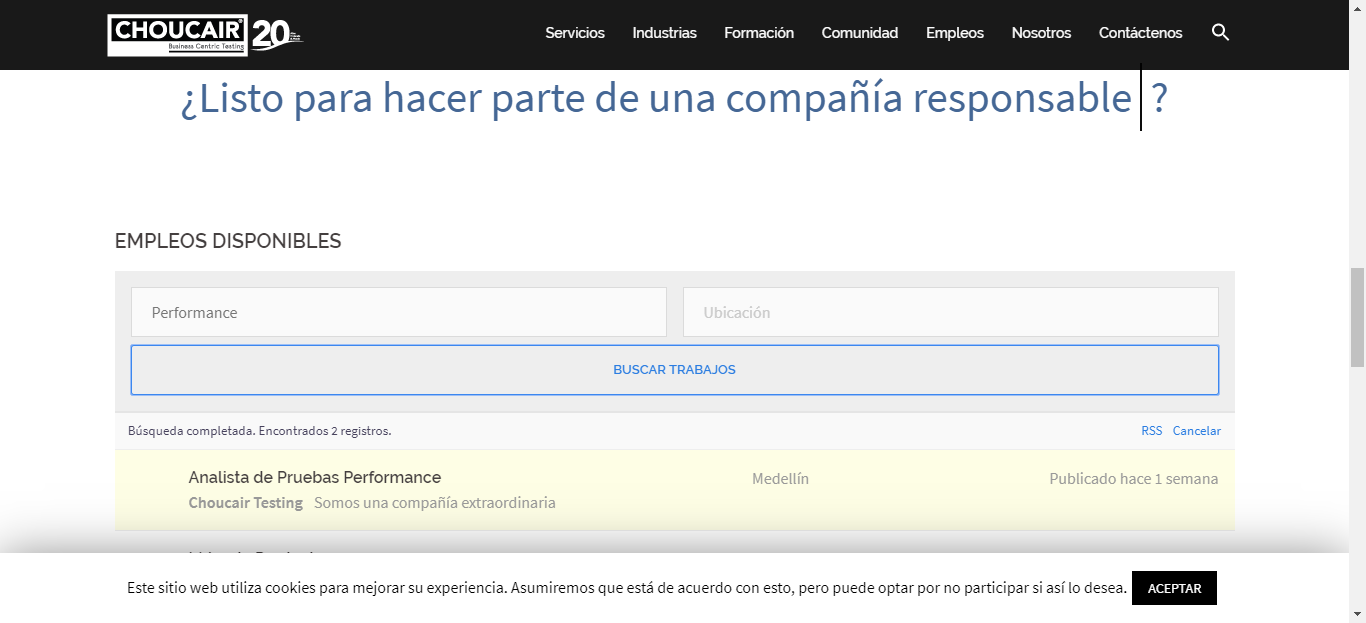 CHOUCAIR®
Business Centric Testing
20
Servicios Industrias Formación Comunidad Empleos Nosotros Contáctenos
¿Listo para hacer parte de una compañía responsable ?
EMPLEOS DISPONIBLES
Performance
Ubicación
BUSCAR TRABAJOS
Búsqueda completada. Encontrados 2 registros. RSS Cancelar
Analista de Pruebas Performance Medellín Publicado hace 1 semana
Choucair Testing Somos una compañía extraordinaria
Este sitio web utiliza cookies para mejorar su experiencia. Asumiremos que está de acuerdo con esto, pero puede optar por no participar si así lo desea. ACEPTAR